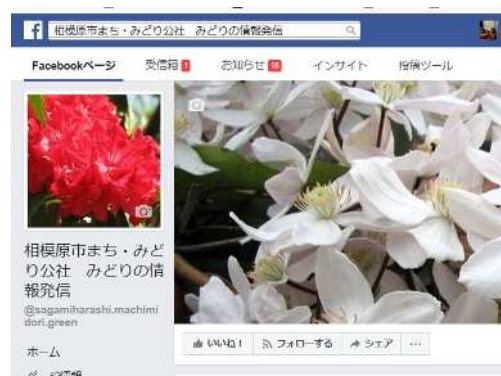 f 相模原市まち・みどり公社 みどりの情報発信
Facebookページ 受信箱 1 お知らせ 18 インサイト 投稿ツール
相模原市まち・みど
り公社 みどりの情
報発信
@sagamiharashi.machimi
dori.green
いいね! フォローする シェア …
ホーム